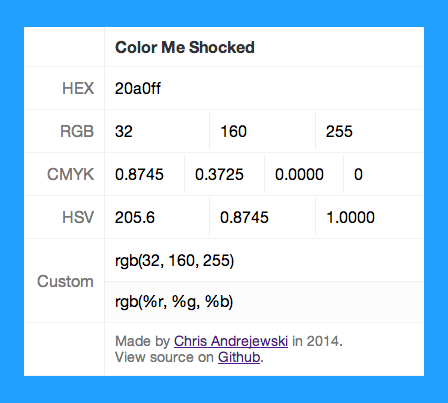 Color Me Shocked
HEX 20a0ff
RGB 32 160 255
CMYK 0.8745 0.3725 0.0000 0
HSV 205.6 0.8745 1.0000
Custom rgb(32, 160, 255)
rgb(%r, %g, %b)
Made by Chris Andrejewski in 2014.
View source on Github.